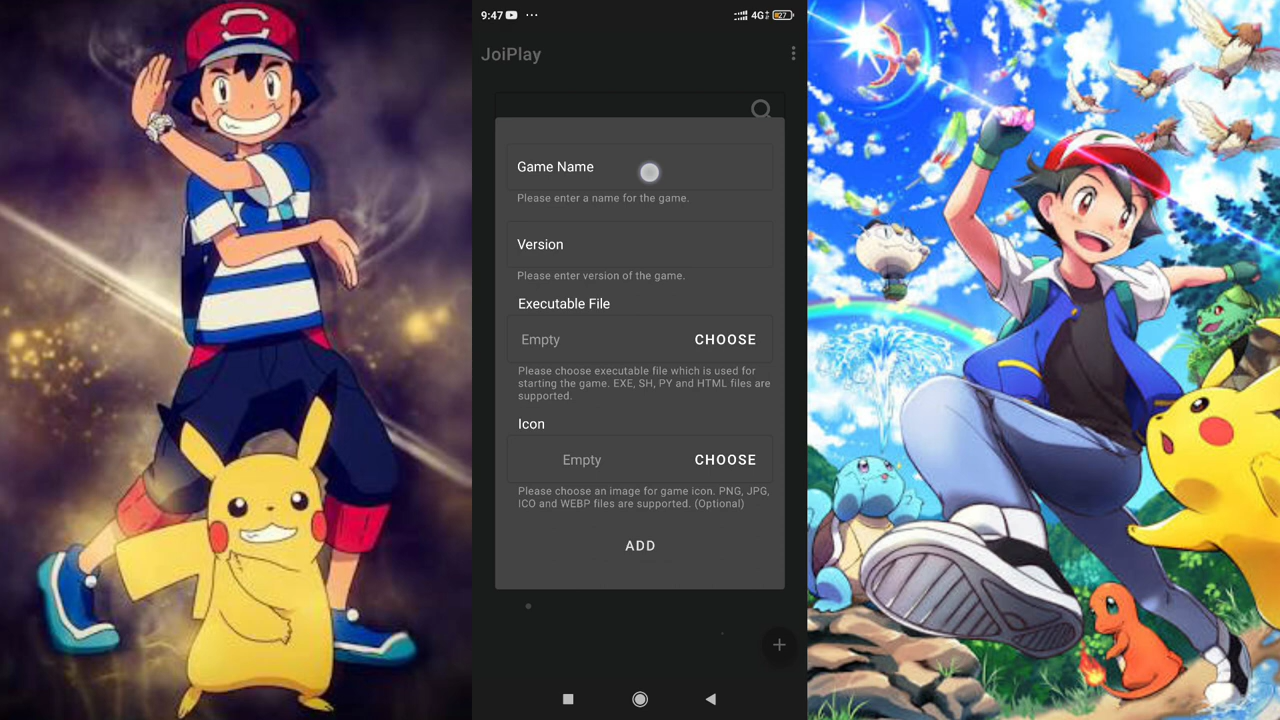 9:47
4G
27
JoiPlay
Game Name
Please enter a name for the game.
Version
Please enter version of the game.
Executable File
Empty
CHOOSE
Please choose executable file which is used for
starting the game. EXE, SH, PY and HTML files are
supported.
Icon
Empty
CHOOSE
Please choose an image for game icon. PNG, JPG,
ICO and WEBP files are supported. (Optional)
ADD